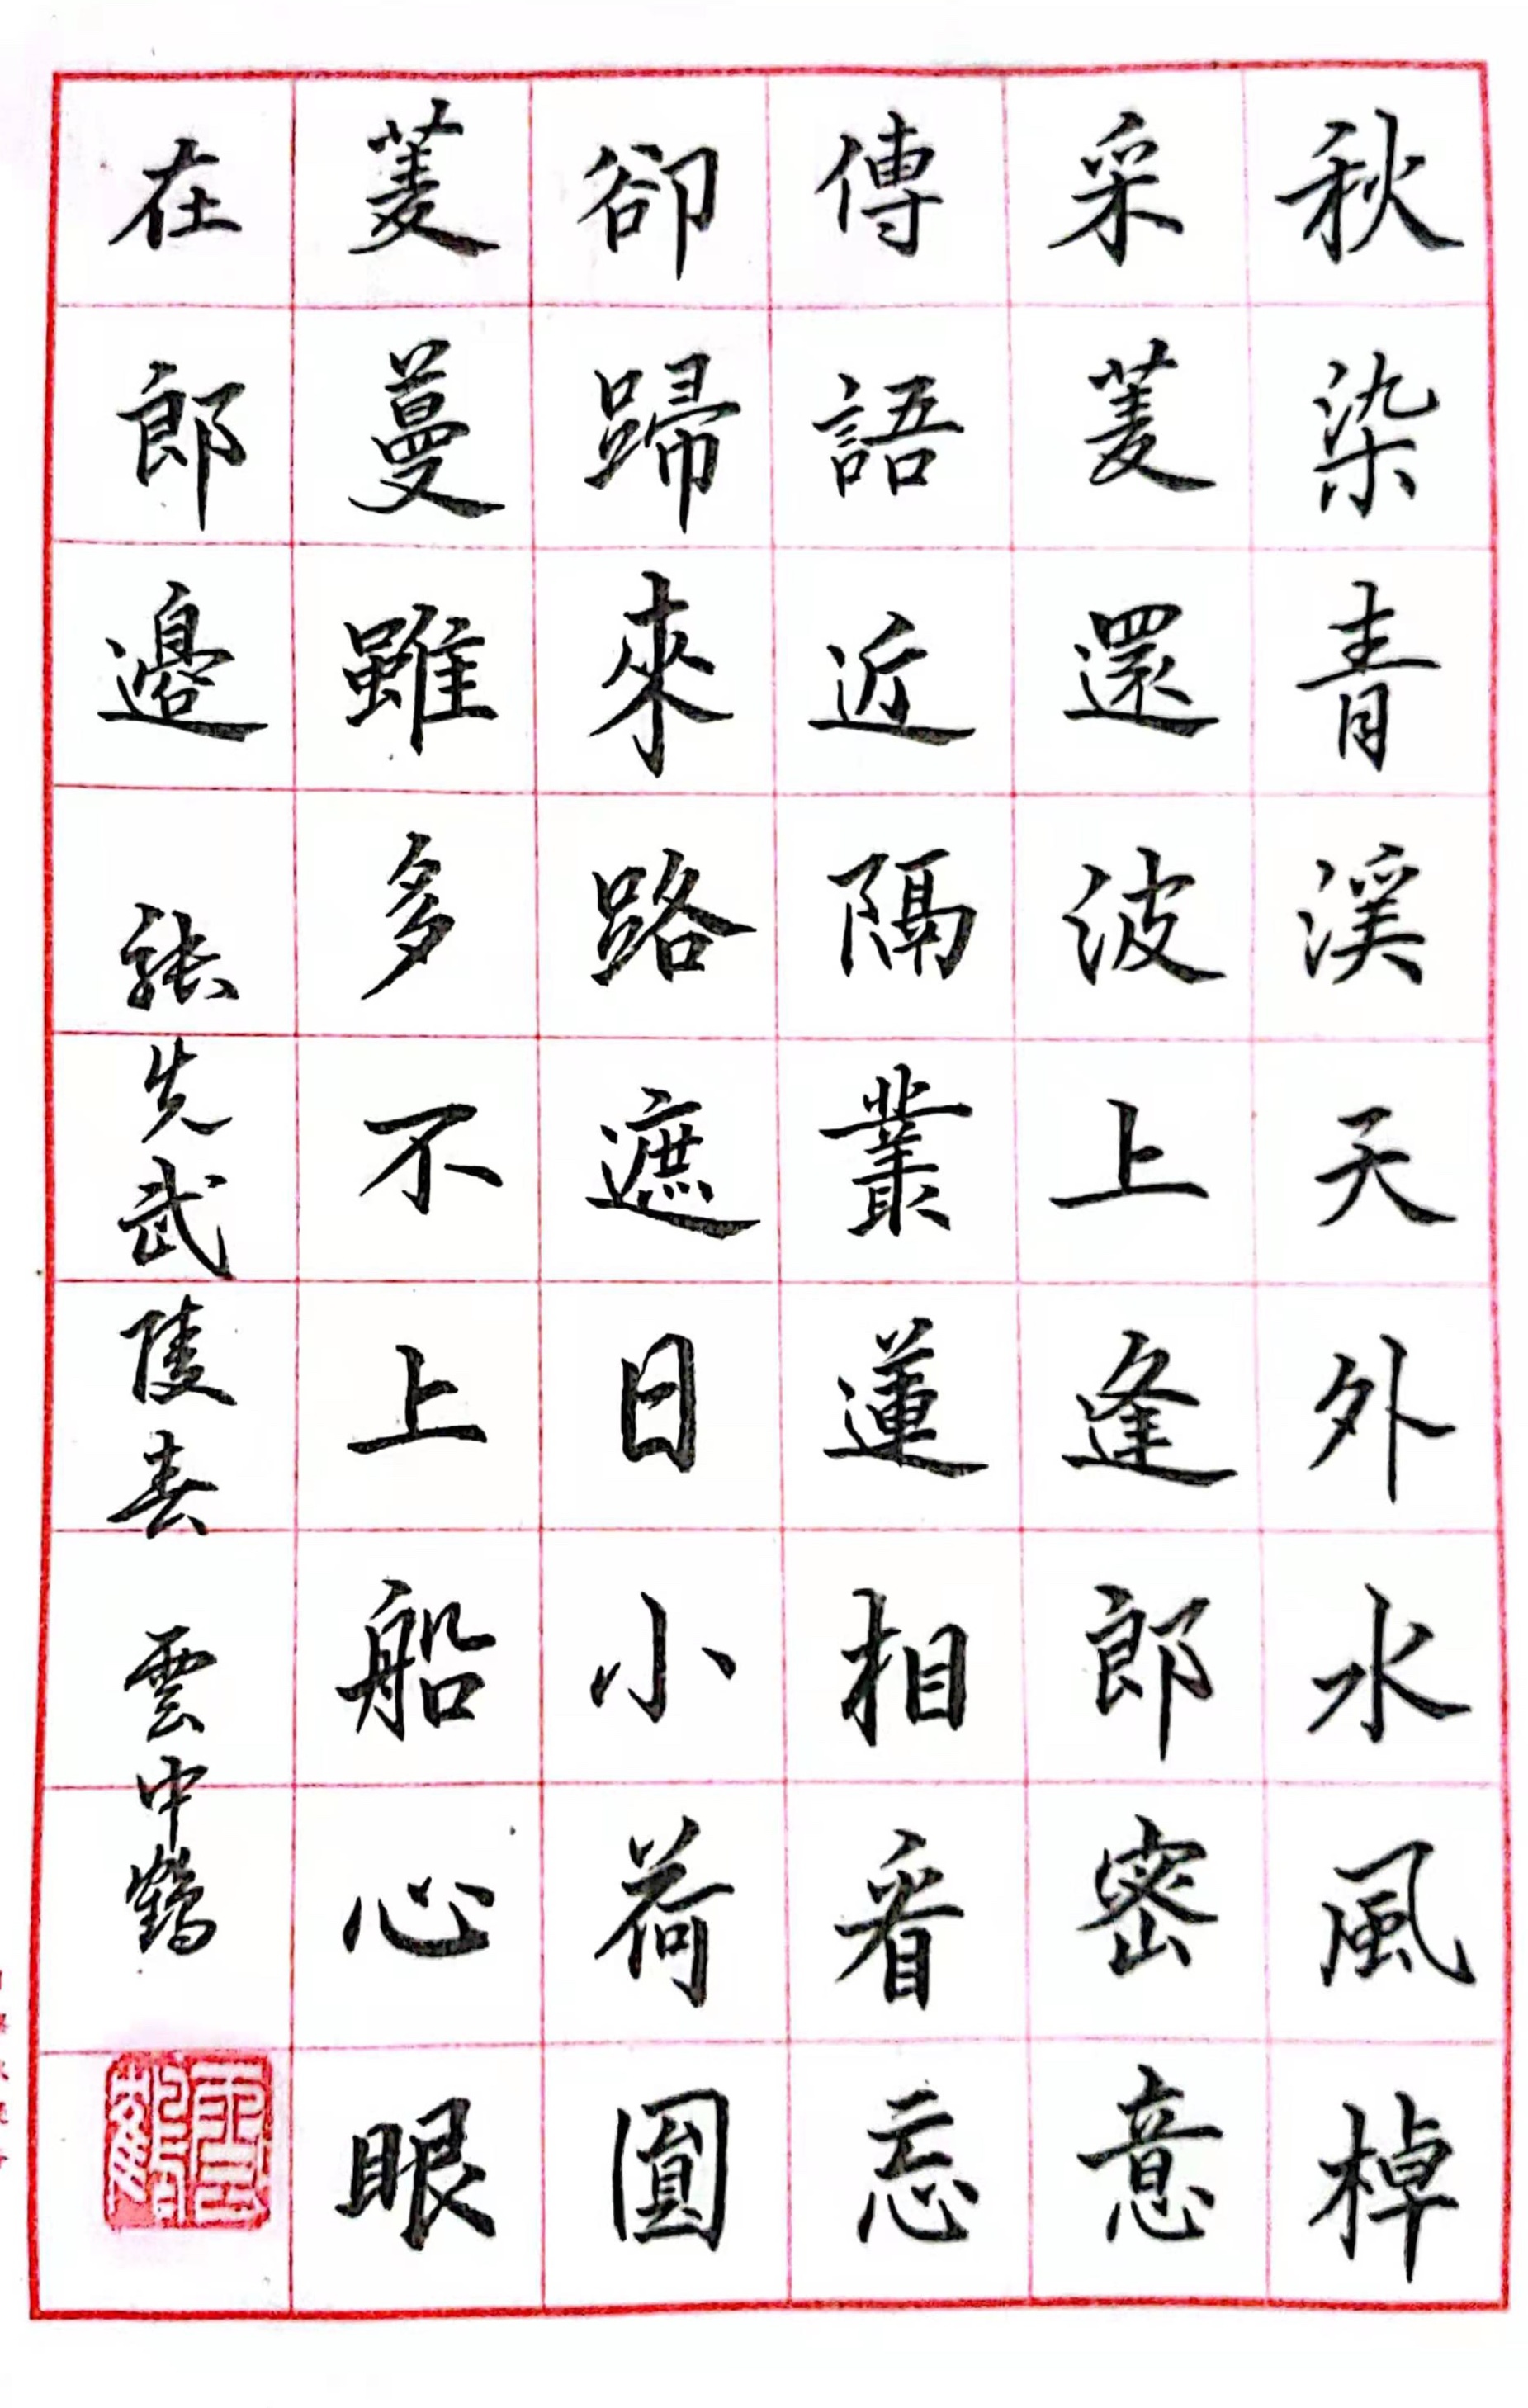 秋染青溪天外水風棹
采菱還波上逢郎密意
傳語近隔叢蓮相看忘
卻歸來路遮日小荷圓
菱蔓雖多不上船心眼
在郎邊 張先武陵春 雲中鶴